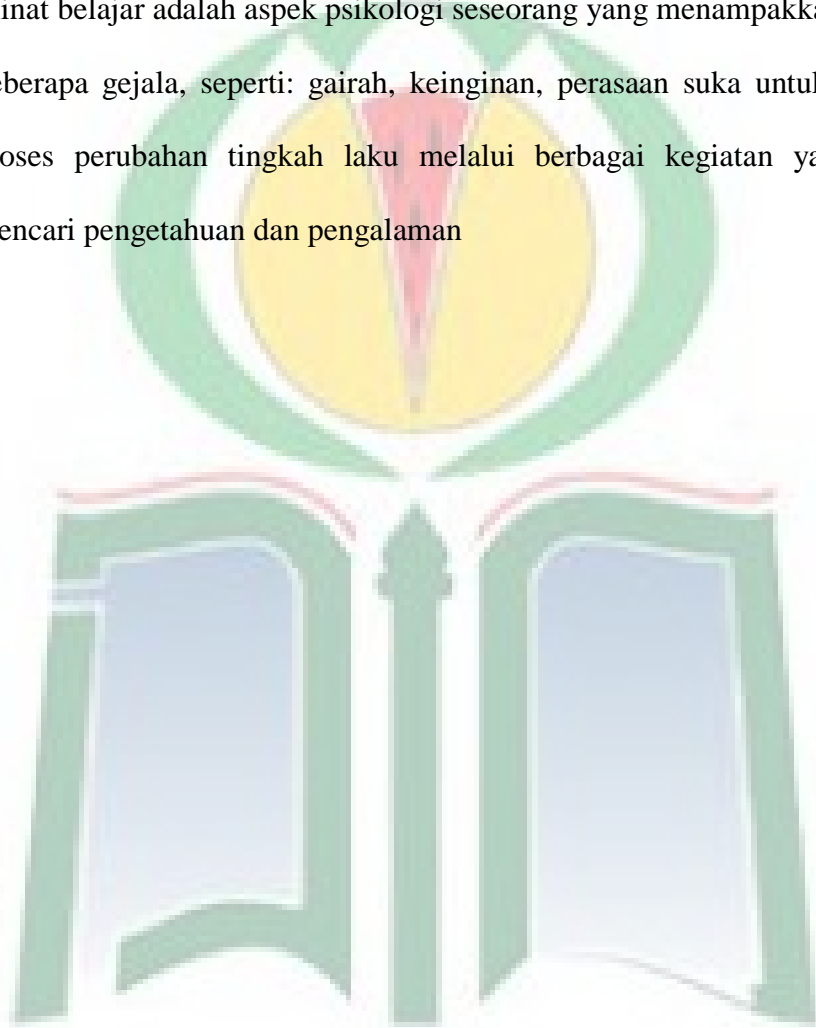 inat belajar adalah aspek psikologi seseorang yang menampakka
eberapa gejala, seperti: gairah, keinginan, perasaan suka untu
oses perubahan tingkah laku melalui berbagai kegiatan ya
encari pengetahuan dan pengalaman